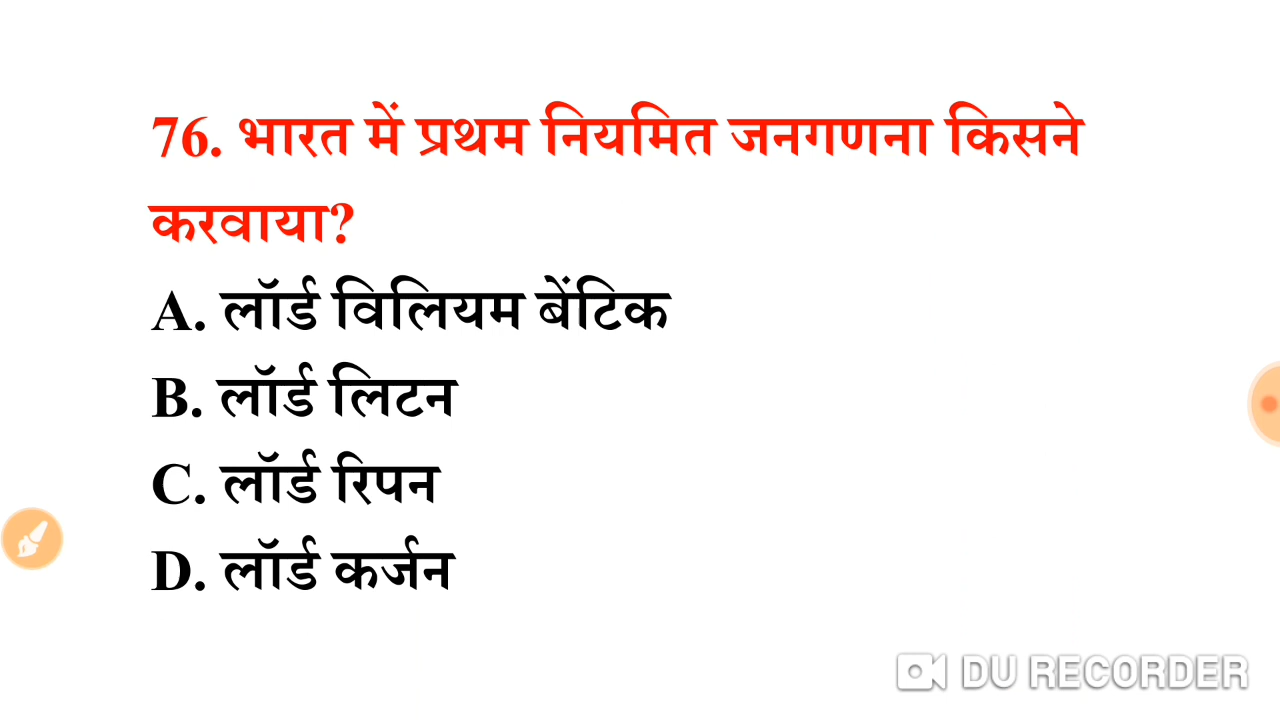 76. भारत में प्रथम नियमित जनगणना किसने
करवाया?
A. लॉर्ड विलियम बेंटिक
B. लॉर्ड लिटन
C. लॉर्ड रिपन
D. लॉर्ड कर्जन
DU RECORDER